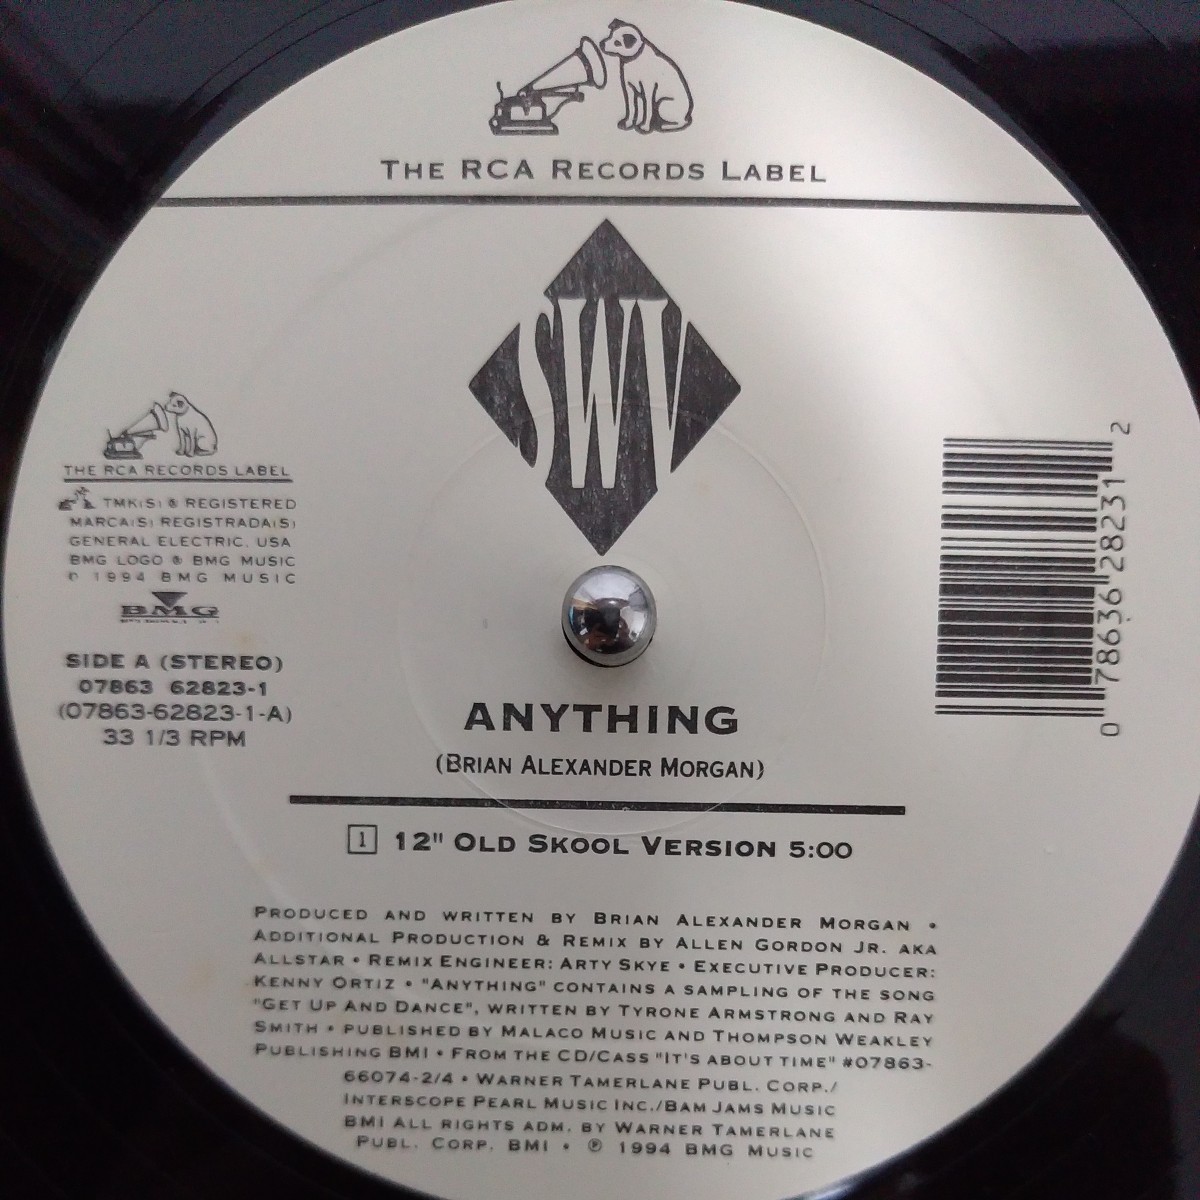 THE RCA RECORDS LABEL
SWV
THE RCA RECORDS LABEL
TMK(S) ® REGISTERED
MARCA(S) REGISTRADA(S)
GENERAL ELECTRIC, USA
BMG LOGO ® BMG MUSIC
© 1994 BMG MUSIC
BMG
SIDE A (STEREO)
07863 62823-1
(07863-62823-1-A)
33 1/3 RPM
0 78636 28231 2
ANYTHING
(BRIAN ALEXANDER MORGAN)
1 12" OLD SKOOL VERSION 5:00
PRODUCED AND WRITTEN BY BRIAN ALEXANDER MORGAN •
ADDITIONAL PRODUCTION & REMIX BY ALLEN GORDON JR. AKA
ALLSTAR • REMIX ENGINEER: ARTY SKYE • EXECUTIVE PRODUCER:
KENNY ORTIZ • "ANYTHING" CONTAINS A SAMPLING OF THE SONG
"GET UP AND DANCE", WRITTEN BY TYRONE ARMSTRONG AND RAY
SMITH • PUBLISHED BY MALACO MUSIC AND THOMPSON WEAKLEY
PUBLISHING BMI • FROM THE CD/CASS "IT'S ABOUT TIME" #07863-
66074-2/4 • WARNER TAMERLANE PUBL. CORP./
INTERSCOPE PEARL MUSIC INC./BAM JAMS MUSIC
BMI ALL RIGHTS ADM. BY WARNER TAMERLANE
PUBL. CORP. BMI • ℗ 1994 BMG MUSIC